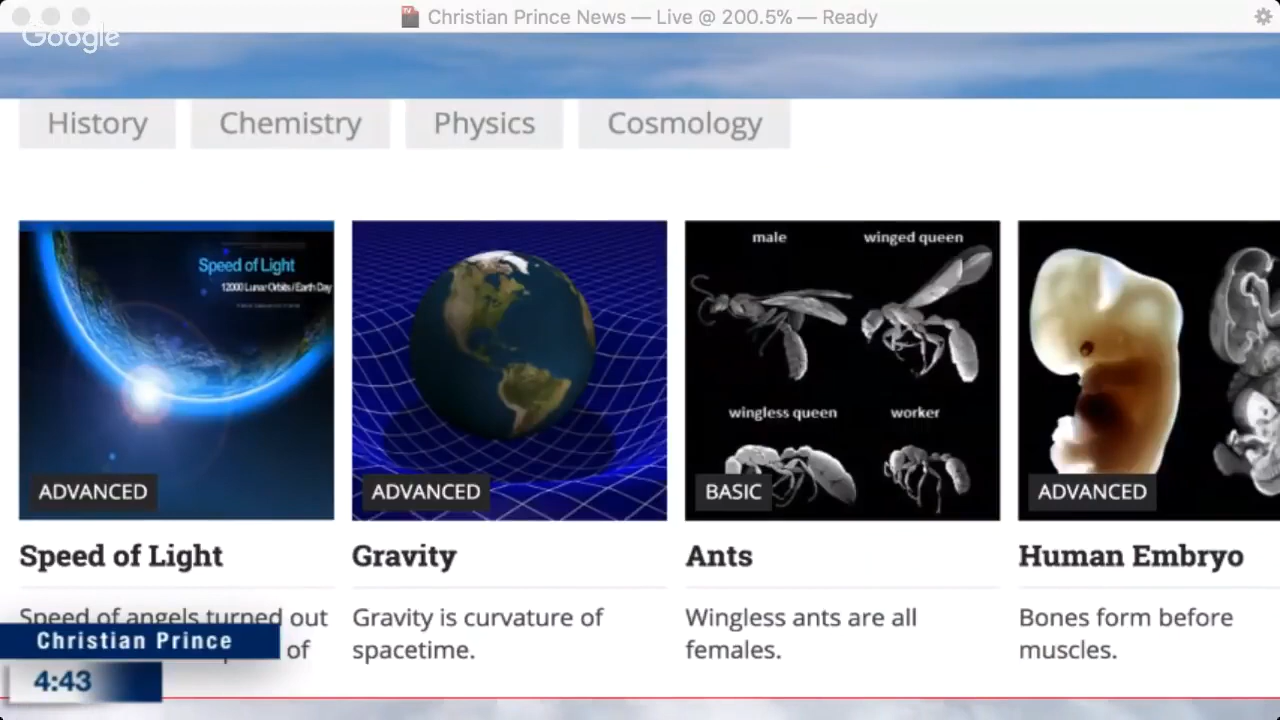 Christian Prince News — Live @ 200.5% — Ready
Google
History
Chemistry
Physics
Cosmology
Speed of Light
12000 Lunar Orbits / Earth Day
ADVANCED
ADVANCED
male
winged queen
wingless queen
worker
BASIC
ADVANCED
Speed of Light
Gravity
Ants
Human Embryo
Speed of angels turned out
of
Gravity is curvature of
spacetime.
Wingless ants are all
females.
Bones form before
muscles.
Christian Prince
4:43